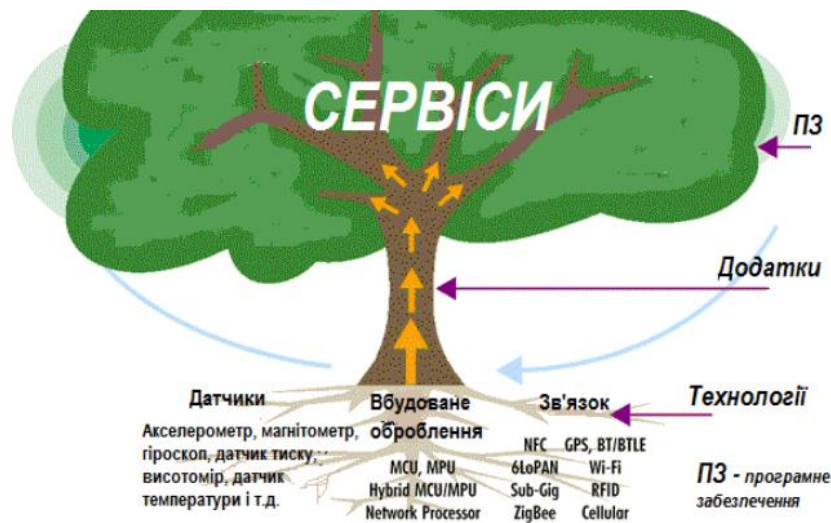 СЕРВІСИ
ПЗ
Додатки
Технології
Датчики
Акселерометр, магнітометр,
гіроскоп, датчик тиску,
висотомір, датчик
температури і т.д.
Вбудоване
оброблення
MCU, MPU
Hybrid MCU/MPU
Network Processor
Зв'язок
NFC GPS, BT/BTLE
6LoPAN Wi-Fi
Sub-Gig RFID
ZigBee Cellular
ПЗ - програмне
забезпечення